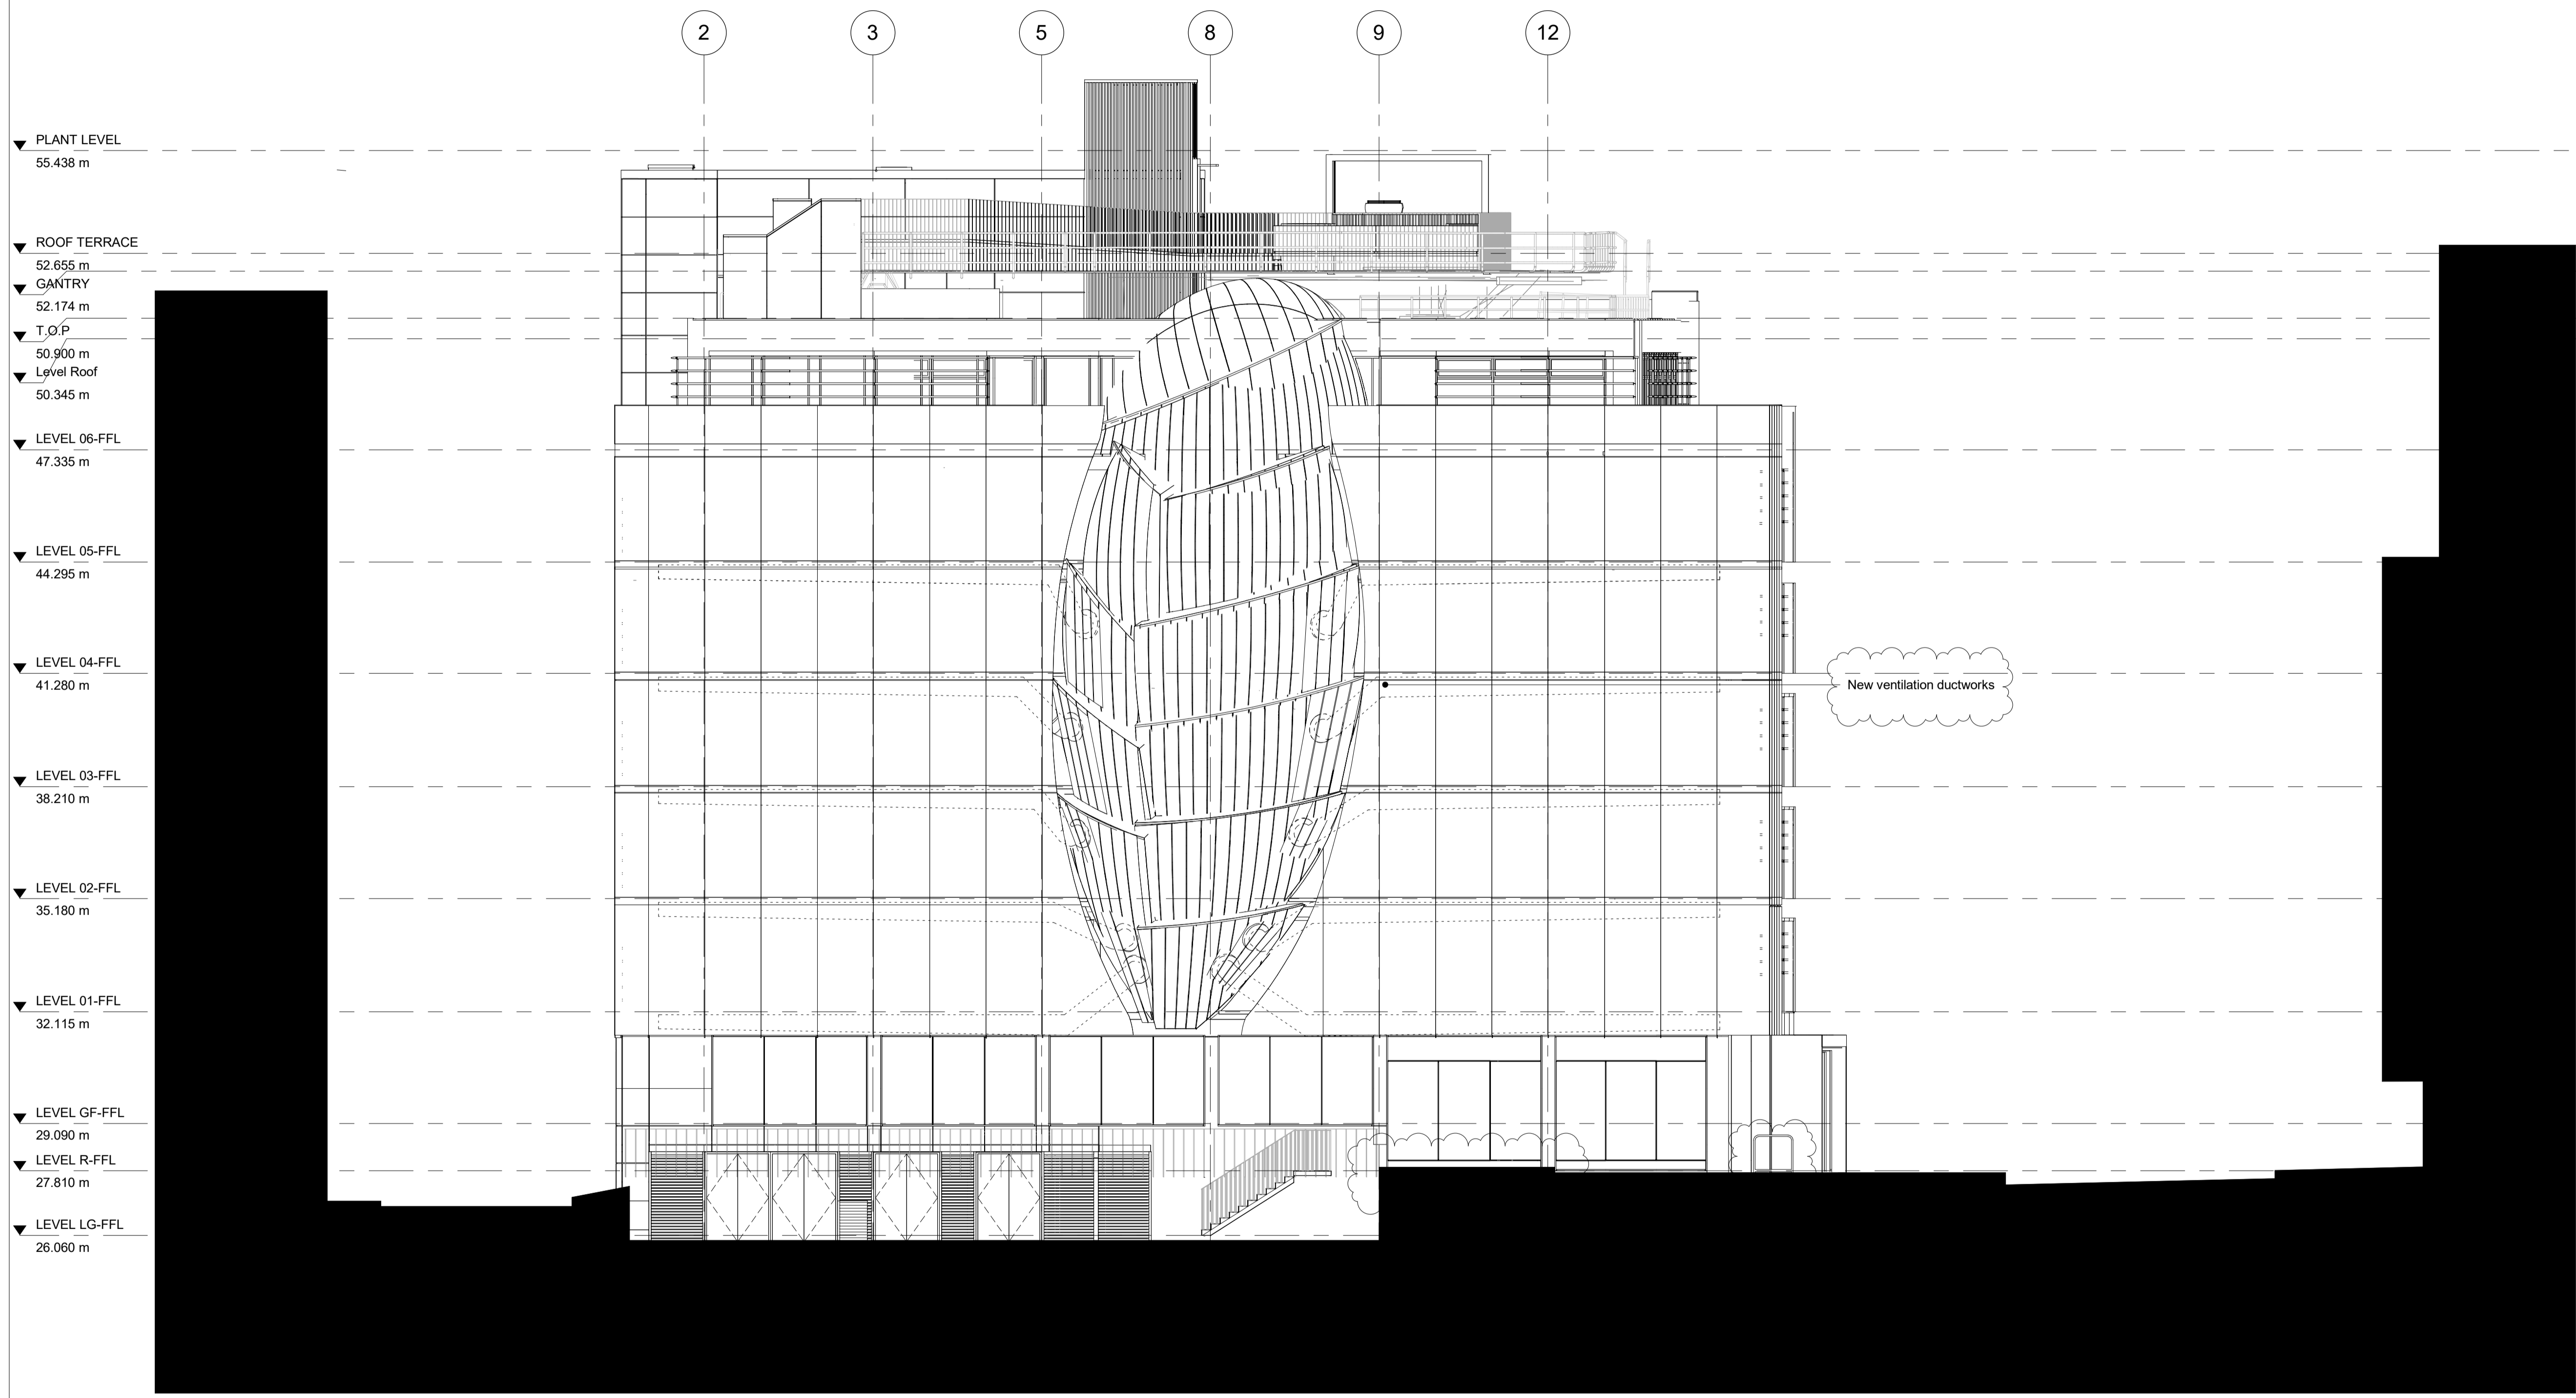 2 3 5 8 9 12
PLANT LEVEL
55.438 m
ROOF TERRACE
52.655 m
GANTRY
52.174 m
T.O.P
50.900 m
Level Roof
50.345 m
LEVEL 06-FFL
47.335 m
LEVEL 05-FFL
44.295 m
LEVEL 04-FFL
41.280 m
New ventilation ductworks
LEVEL 03-FFL
38.210 m
LEVEL 02-FFL
35.180 m
LEVEL 01-FFL
32.115 m
LEVEL GF-FFL
29.090 m
LEVEL R-FFL
27.810 m
LEVEL LG-FFL
26.060 m